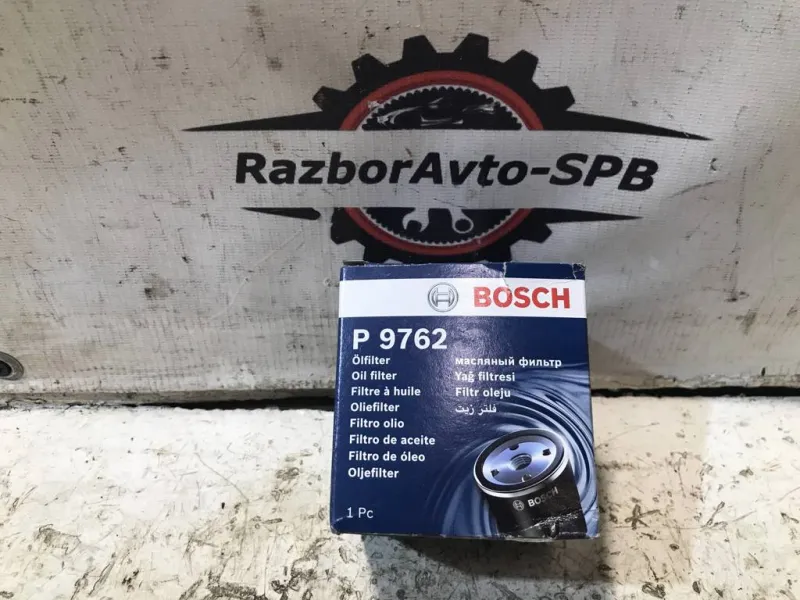 RazborAvto-SPB
BOSCH
P 9762
Ölfilter
Oil filter
Filtre à huile
Oliefilter
Filtro olio
Filtro de aceite
Filtro de óleo
Oljefilter
масляный фильтр
Yağ filtresi
Filtr oleju
فلتر زيت
BOSCH
1 Pc